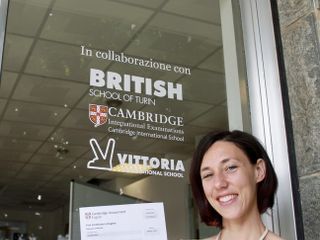 In collaborazione con
BRITISH
SCHOOL OF TURIN
CAMBRIDGE
International Examinations
Cambridge International School
VITTORIA
INTERNATIONAL SCHOOL